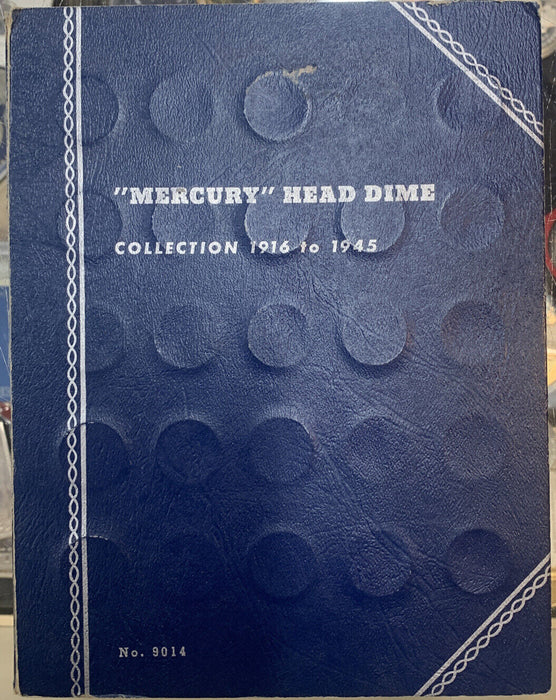 "MERCURY" HEAD DIME
COLLECTION 1916 to 1945
No. 9014